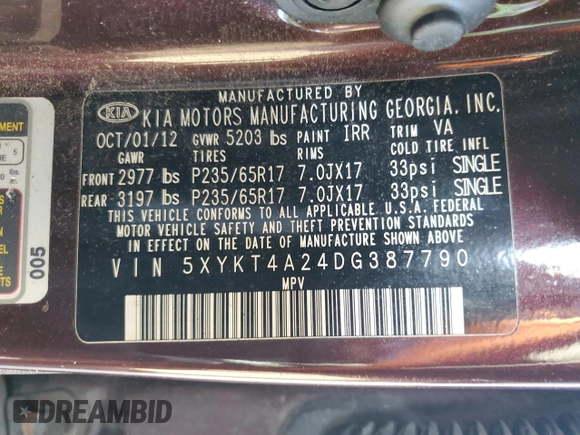 MANUFACTURED BY
KIA KIA MOTORS MANUFACTURING GEORGIA, INC.
OCT/01/12 GVWR 5203 lbs PAINT IRR TRIM VA
GAWR TIRES RIMS COLD TIRE INFL
FRONT 2977 lbs P235/65R17 7.0JX17 33psi SINGLE
REAR 3197 lbs P235/65R17 7.0JX17 33psi SINGLE
THIS VEHICLE CONFORMS TO ALL APPLICABLE U.S.A. FEDERAL
MOTOR VEHICLE SAFETY AND THEFT PREVENTION STANDARDS
IN EFFECT ON THE DATE OF MANUFACTURE SHOWN ABOVE.
VIN 5XYKT4A24DG387790
MPV
005
DREAMBID